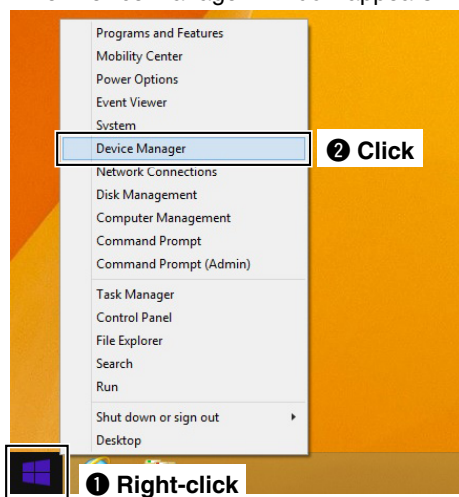 Programs and Features
Mobility Center
Power Options
Event Viewer
System
Device Manager
❷ Click
Network Connections
Disk Management
Computer Management
Command Prompt
Command Prompt (Admin)
Task Manager
Control Panel
File Explorer
Search
Run
Shut down or sign out
Desktop
❶ Right-click